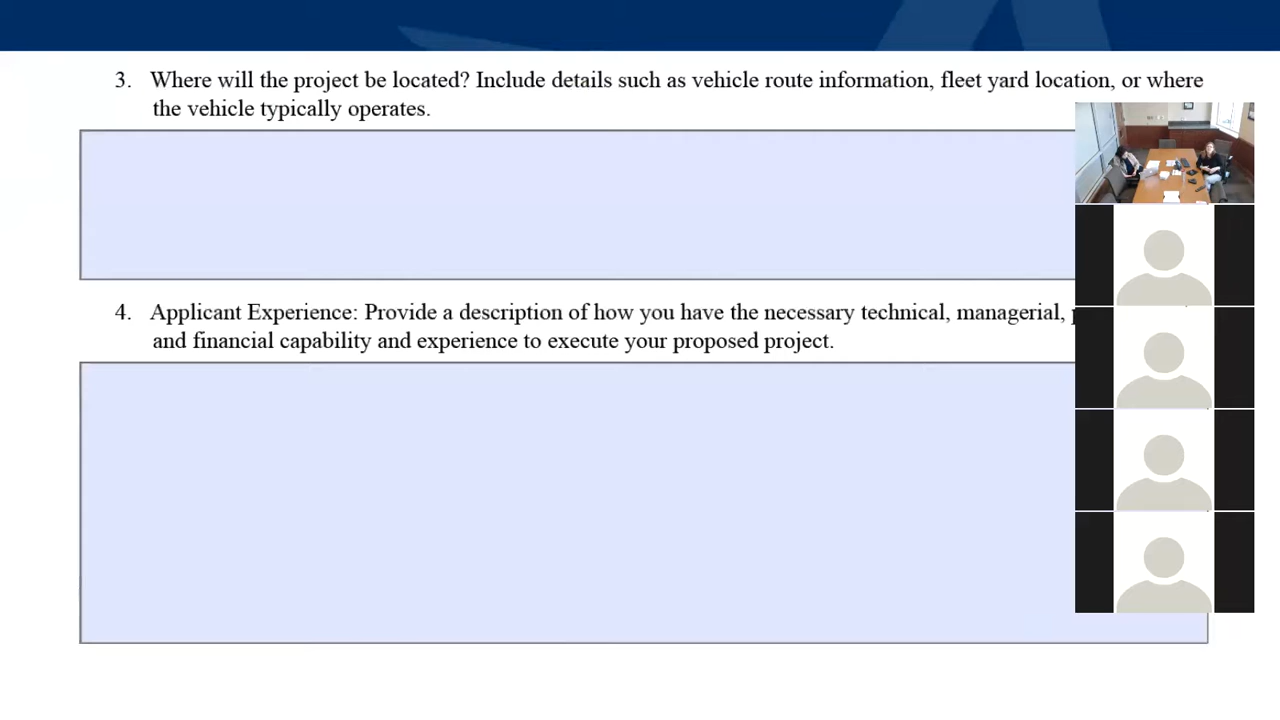 3. Where will the project be located? Include details such as vehicle route information, fleet yard location, or where
the vehicle typically operates.
4. Applicant Experience: Provide a description of how you have the necessary technical, managerial,
and financial capability and experience to execute your proposed project.